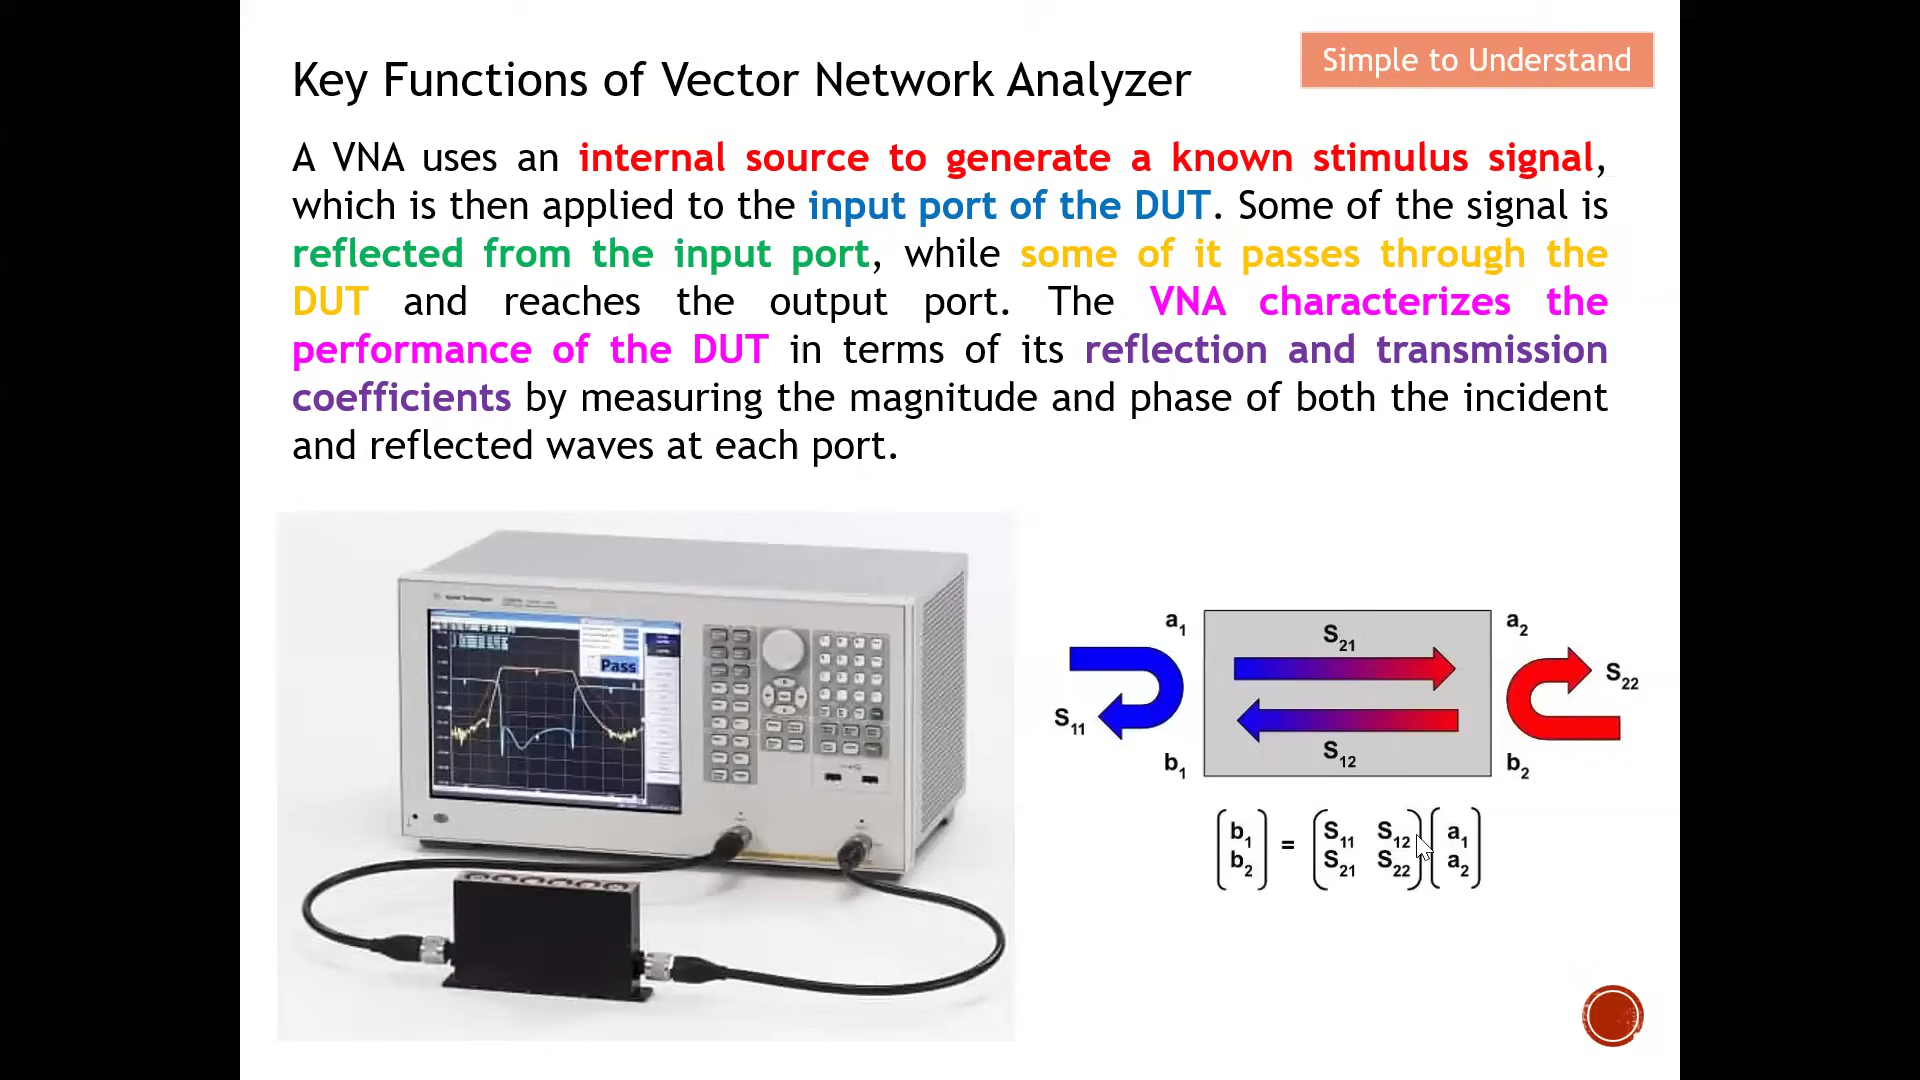 Simple to Understand
Key Functions of Vector Network Analyzer
A VNA uses an internal source to generate a known stimulus signal,
which is then applied to the input port of the DUT. Some of the signal is
reflected from the input port, while some of it passes through the
DUT and reaches the output port. The VNA characterizes the
performance of the DUT in terms of its reflection and transmission
coefficients by measuring the magnitude and phase of both the incident
and reflected waves at each port.
Agilent Technologies
Pass
a1
S21
a2
S22
S11
S12
b1
b2
b1 = S11 S12 a1
b2 S21 S22 a2